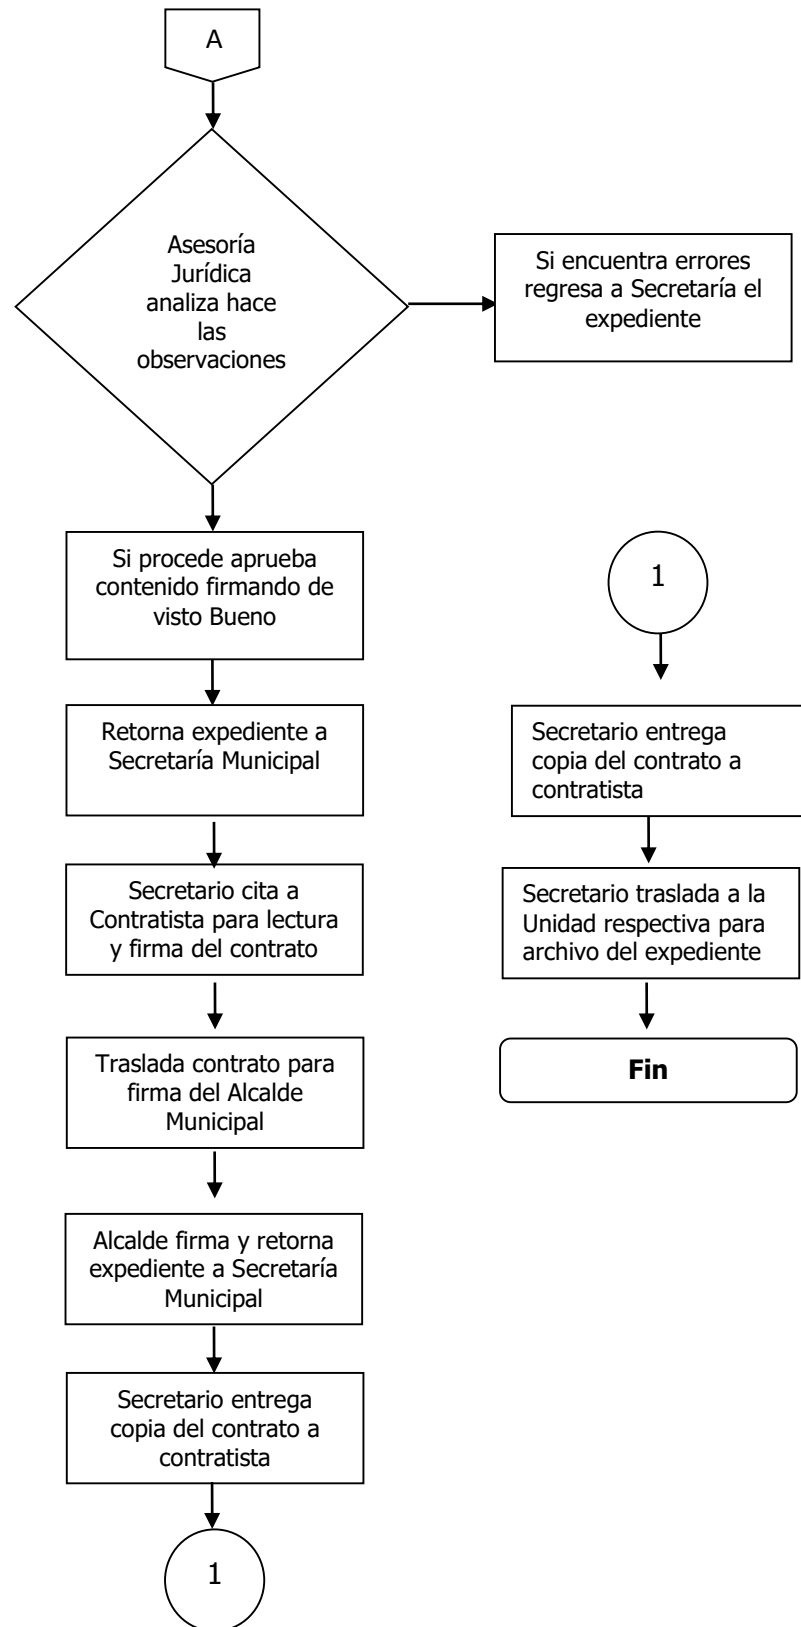 A
Asesoría
Jurídica
analiza hace
las
observaciones
Si encuentra errores
regresa a Secretaría el
expediente
Si procede aprueba
contenido firmando de
visto Bueno
Retorna expediente a
Secretaría Municipal
Secretario cita a
Contratista para lectura
y firma del contrato
Traslada contrato para
firma del Alcalde
Municipal
Alcalde firma y retorna
expediente a Secretaría
Municipal
Secretario entrega
copia del contrato a
contratista
1
1
Secretario entrega
copia del contrato a
contratista
Secretario traslada a la
Unidad respectiva para
archivo del expediente
Fin